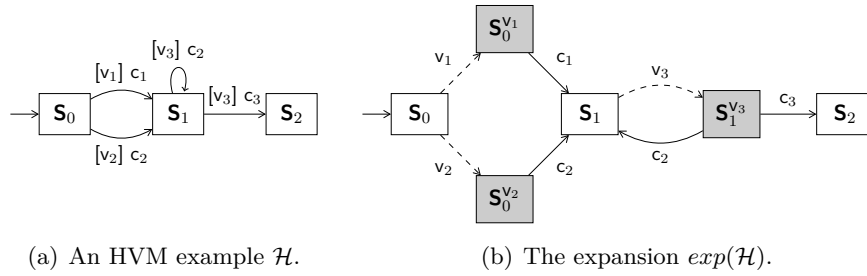 [v₃] c₂
[v₁] c₁
[v₃] c₃
S₀
S₁
S₂
[v₂] c₂
(a) An HVM example ℋ.
S₀^v₁
v₁
c₁
v₃
S₀
S₁
S₁^v₃
c₃
S₂
v₂
c₂
c₂
S₀^v₂
(b) The expansion exp(ℋ).